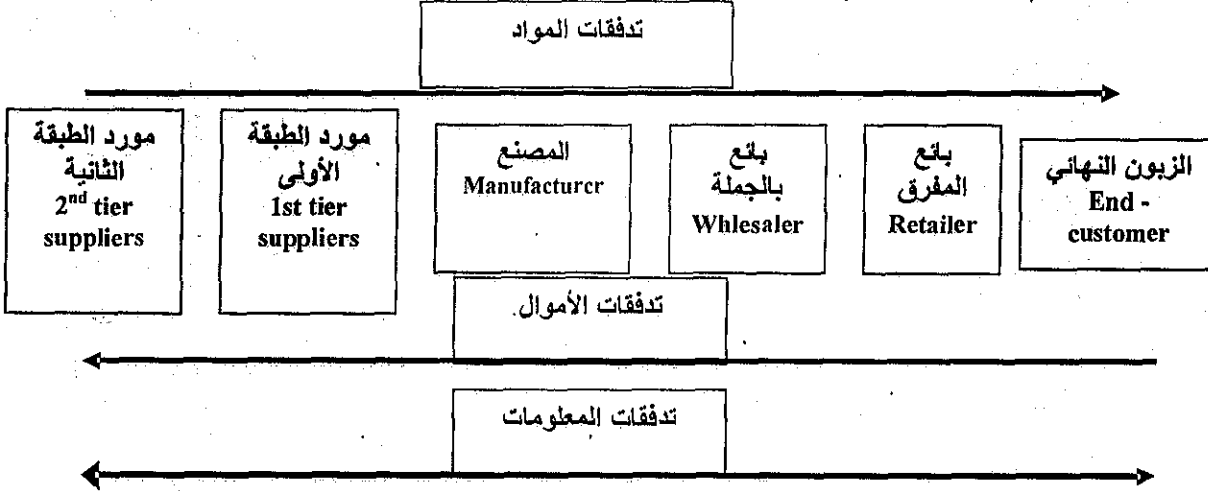 تدفقات المواد
مورد الطبقة
الثانية
2nd tier
suppliers
مورد الطبقة
الأولى
1st tier
suppliers
المصنع
Manufacturer
بائع
بالجملة
Whlesaler
بائع
المفرق
Retailer
الزبون النهائي
End -
customer
تدفقات الأموال.
تدفقات المعلومات